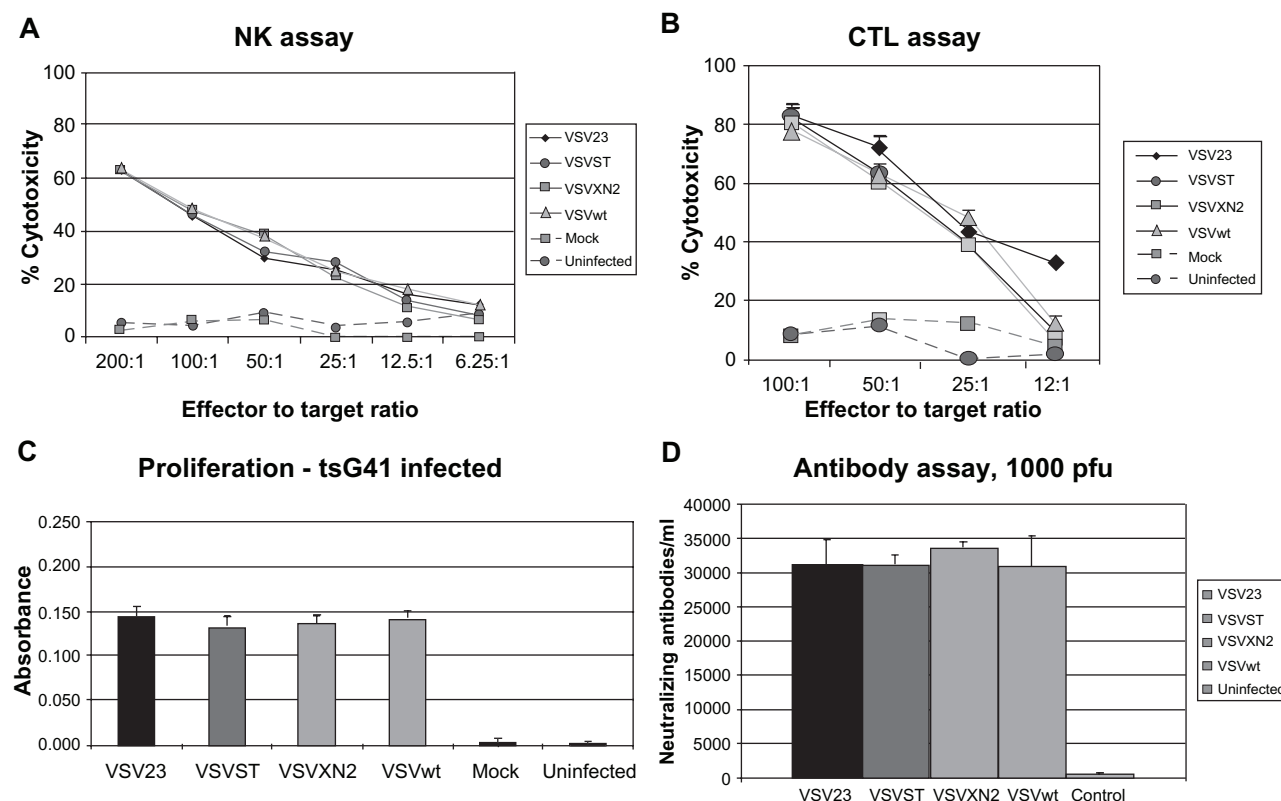 A
NK assay
100
80
60
40
20
0
% Cytotoxicity
200:1 100:1 50:1 25:1 12.5:1 6.25:1
Effector to target ratio
VSV23
VSVST
VSVXN2
VSVwt
Mock
Uninfected
B
CTL assay
100
80
60
40
20
0
% Cytotoxicity
100:1 50:1 25:1 12:1
Effector to target ratio
VSV23
VSVST
VSVXN2
VSVwt
Mock
Uninfected
C
Proliferation - tsG41 infected
0.250
0.200
0.150
0.100
0.050
0.000
Absorbance
VSV23 VSVST VSVXN2 VSVwt Mock Uninfected
D
Antibody assay, 1000 pfu
40000
35000
30000
25000
20000
15000
10000
5000
0
Neutralizing antibodies/ml
VSV23 VSVST VSVXN2 VSVwt Control
VSV23
VSVST
VSVXN2
VSVwt
Uninfected